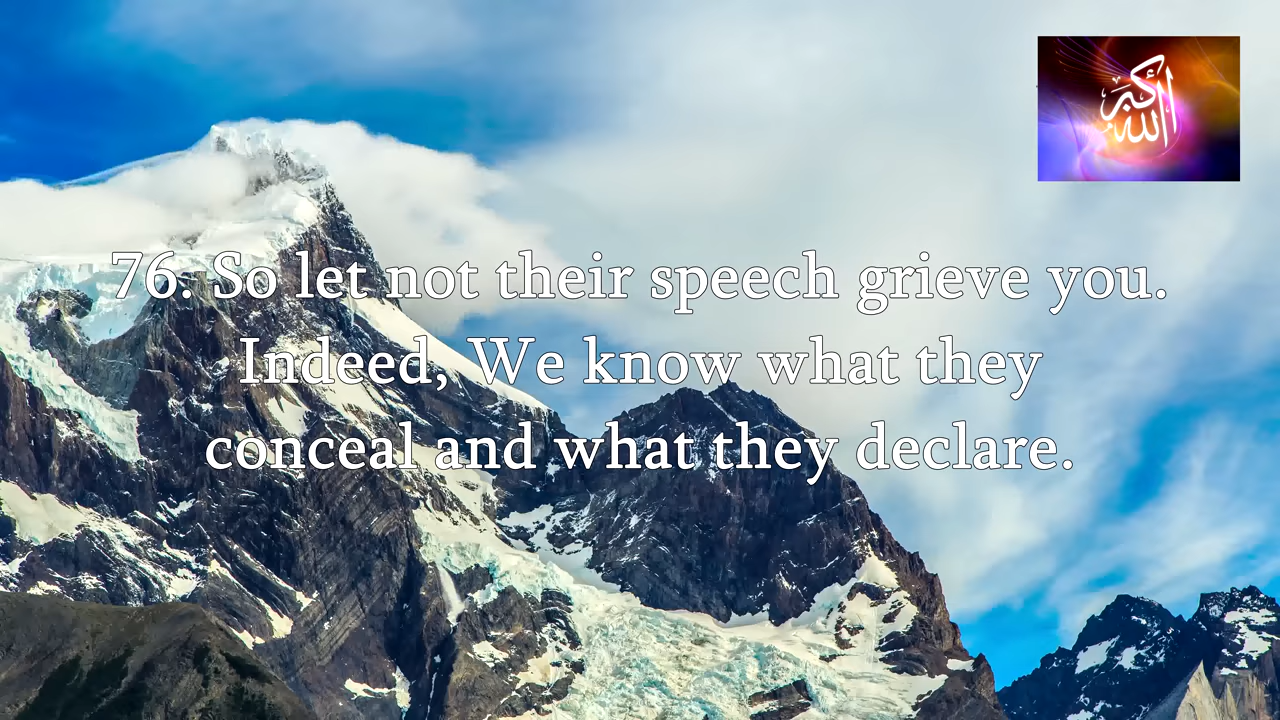 الله أكبر
76. So let not their speech grieve you.
Indeed, We know what they
conceal and what they declare.